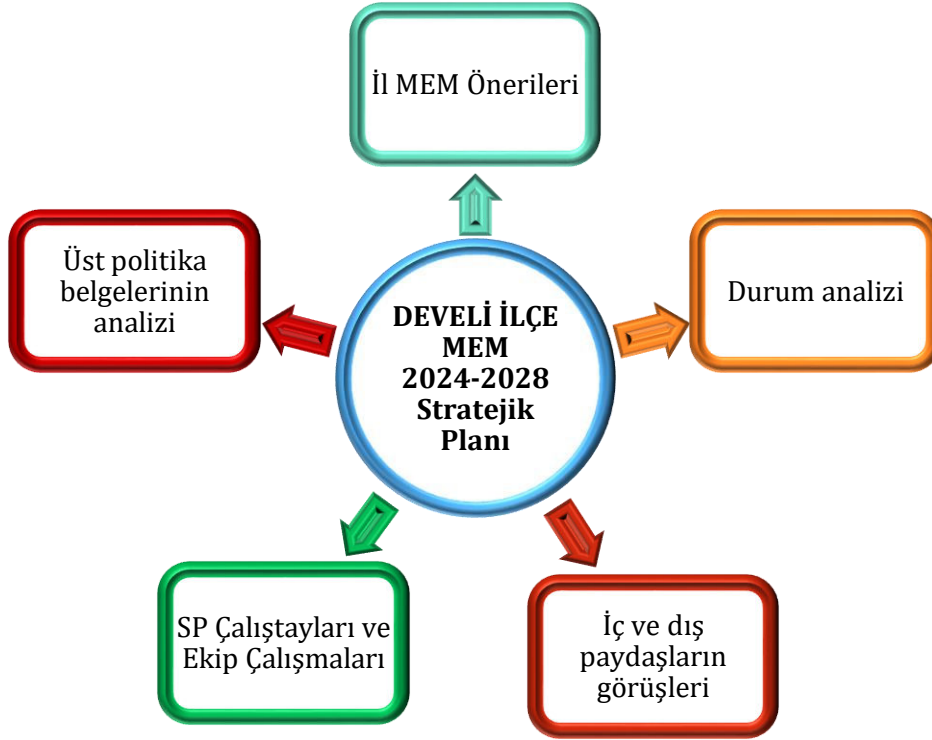 İl MEM Önerileri
Üst politika
belgelerinin
analizi
Durum analizi
DEVELİ İLÇE
MEM
2024-2028
Stratejik
Planı
SP Çalıştayları ve
Ekip Çalışmaları
İç ve dış
paydaşların
görüşleri